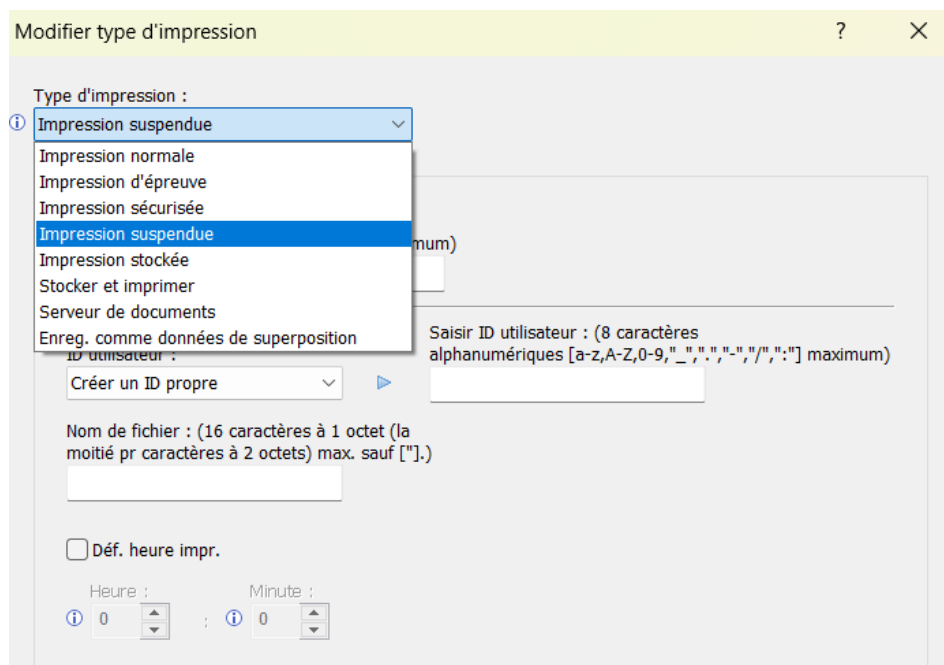 Modifier type d'impression ?
Type d'impression :
Impression suspendue
Impression normale
Impression d'épreuve
Impression sécurisée
Impression suspendue
Impression stockée
Stocker et imprimer
Serveur de documents
Enreg. comme données de superposition
mum)
ID utilisateur :
Créer un ID propre
Saisir ID utilisateur : (8 caractères
alphanumériques [a-z,A-Z,0-9,"_",".","-","/",":"] maximum)
Nom de fichier : (16 caractères à 1 octet (la
moitié pr caractères à 2 octets) max. sauf ["].)
Déf. heure impr.
Heure : Minute :
0 : 0